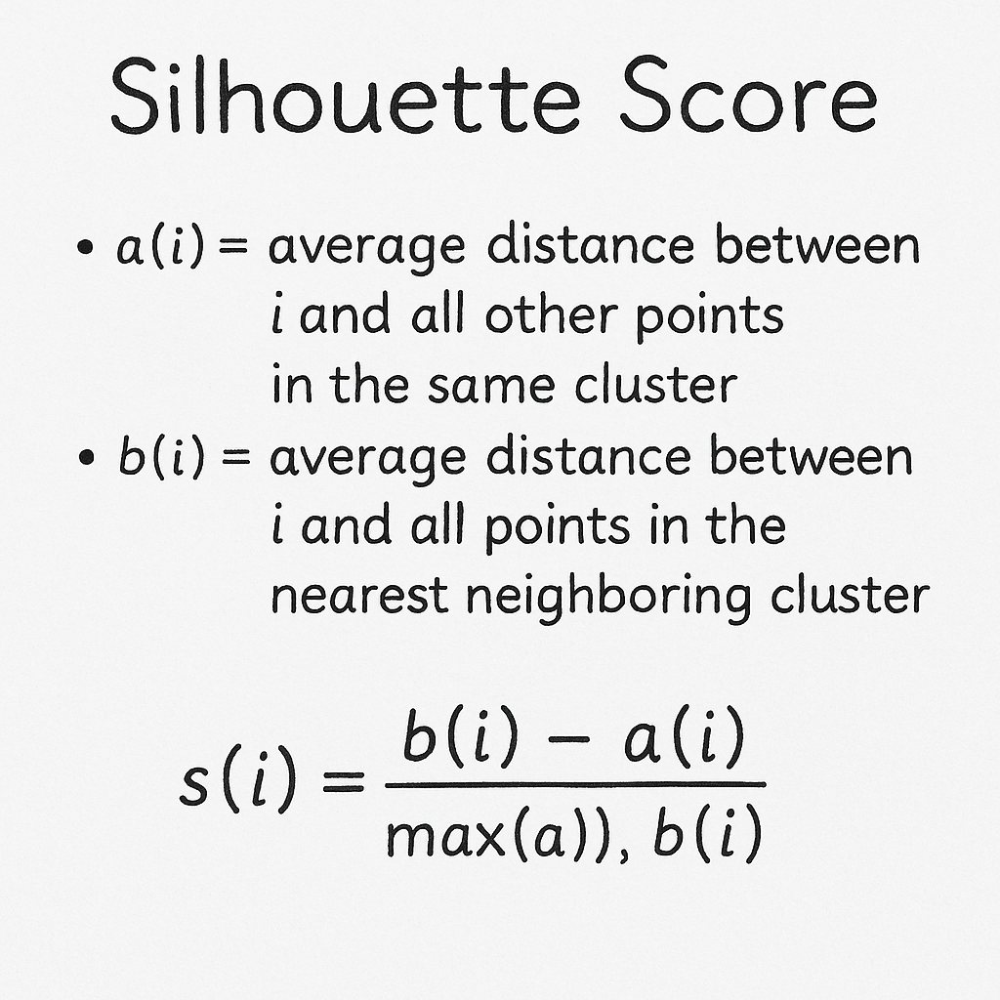 Silhouette Score
• a(i) = average distance between
i and all other points
in the same cluster
• b(i) = average distance between
i and all points in the
nearest neighboring cluster
b(i) – a(i)
s(i) =
max(a)), b(i)